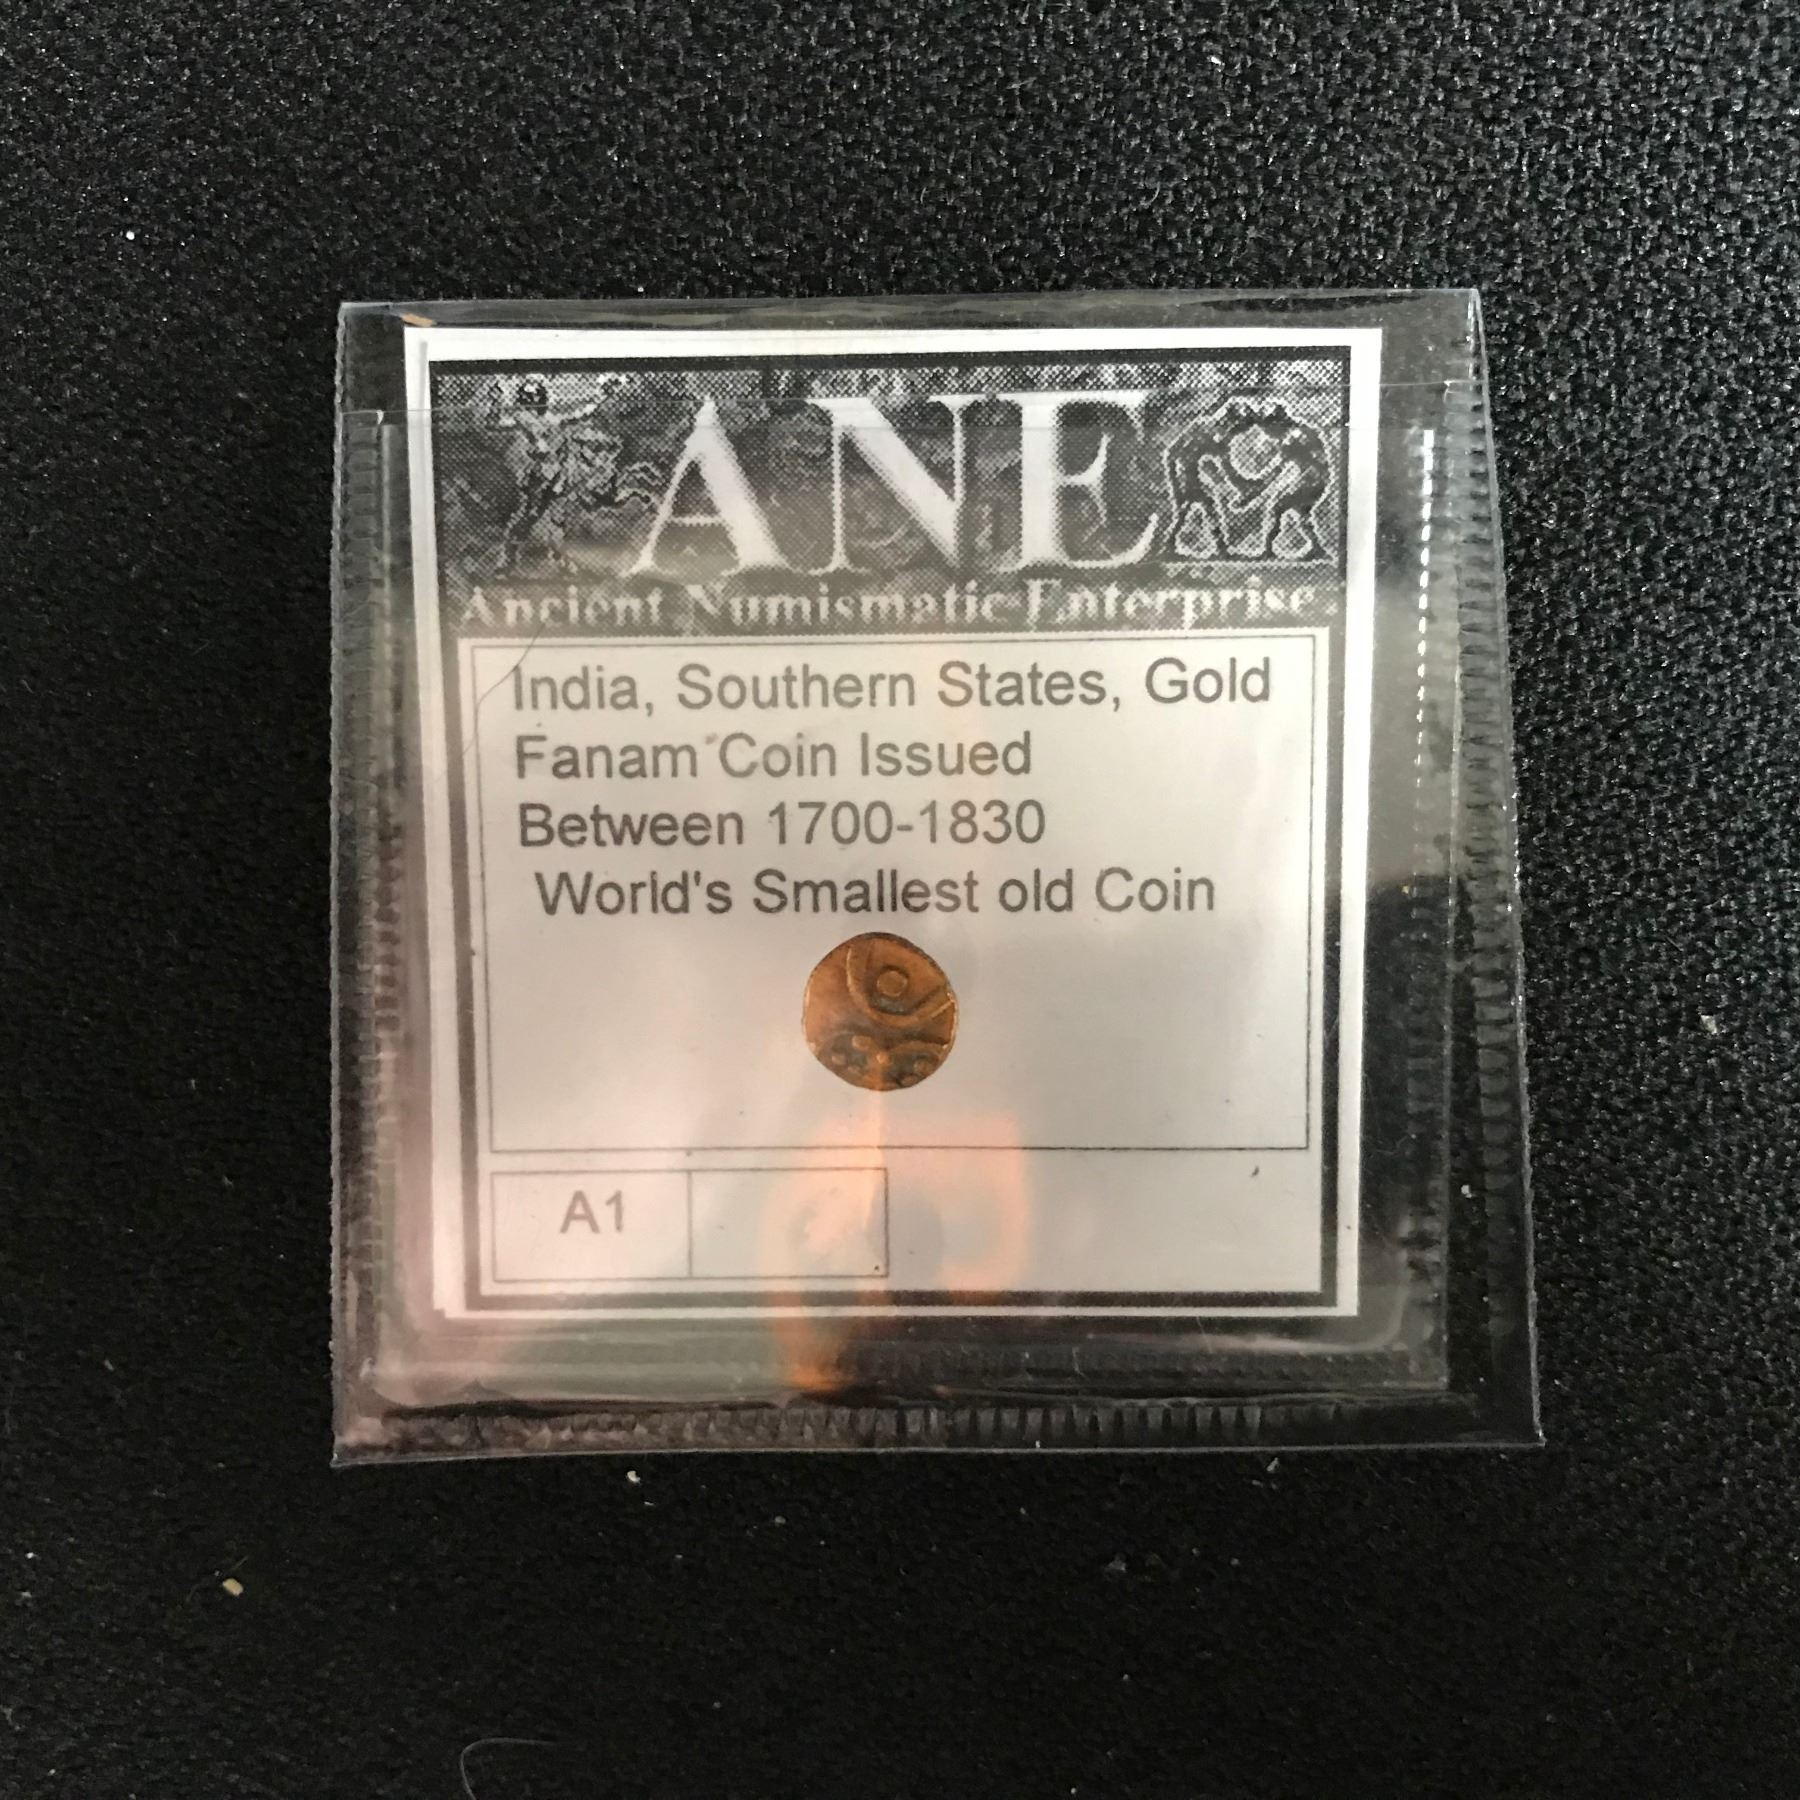 ANE
Ancient Numismatic Enterprise
India, Southern States, Gold
Fanam Coin Issued
Between 1700-1830
World's Smallest old Coin
A1